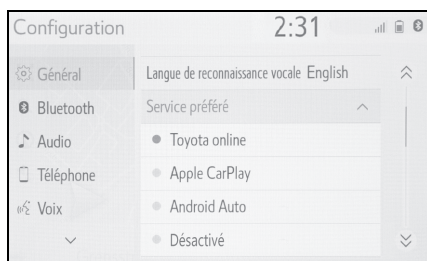 Configuration 2:31
Général
Bluetooth
Audio
Téléphone
Voix
Langue de reconnaissance vocale English
Service préféré
Toyota online
Apple CarPlay
Android Auto
Désactivé